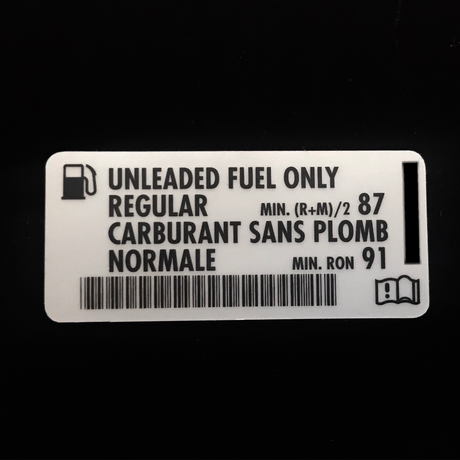 UNLEADED FUEL ONLY
REGULAR MIN. (R+M)/2 87
CARBURANT SANS PLOMB
NORMALE MIN. RON 91